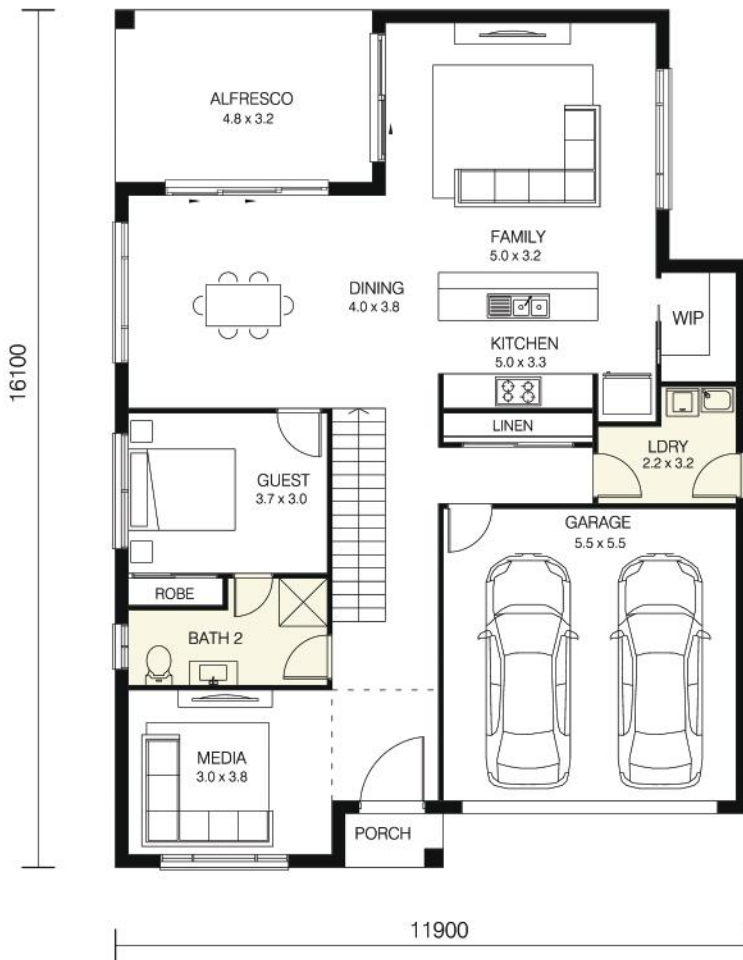 ALFRESCO
4.8 x 3.2
FAMILY
5.0 x 3.2
DINING
4.0 x 3.8
WIP
KITCHEN
5.0 x 3.3
16100
LINEN
LDRY
2.2 x 3.2
GUEST
3.7 x 3.0
GARAGE
5.5 x 5.5
ROBE
BATH 2
MEDIA
3.0 x 3.8
PORCH
11900